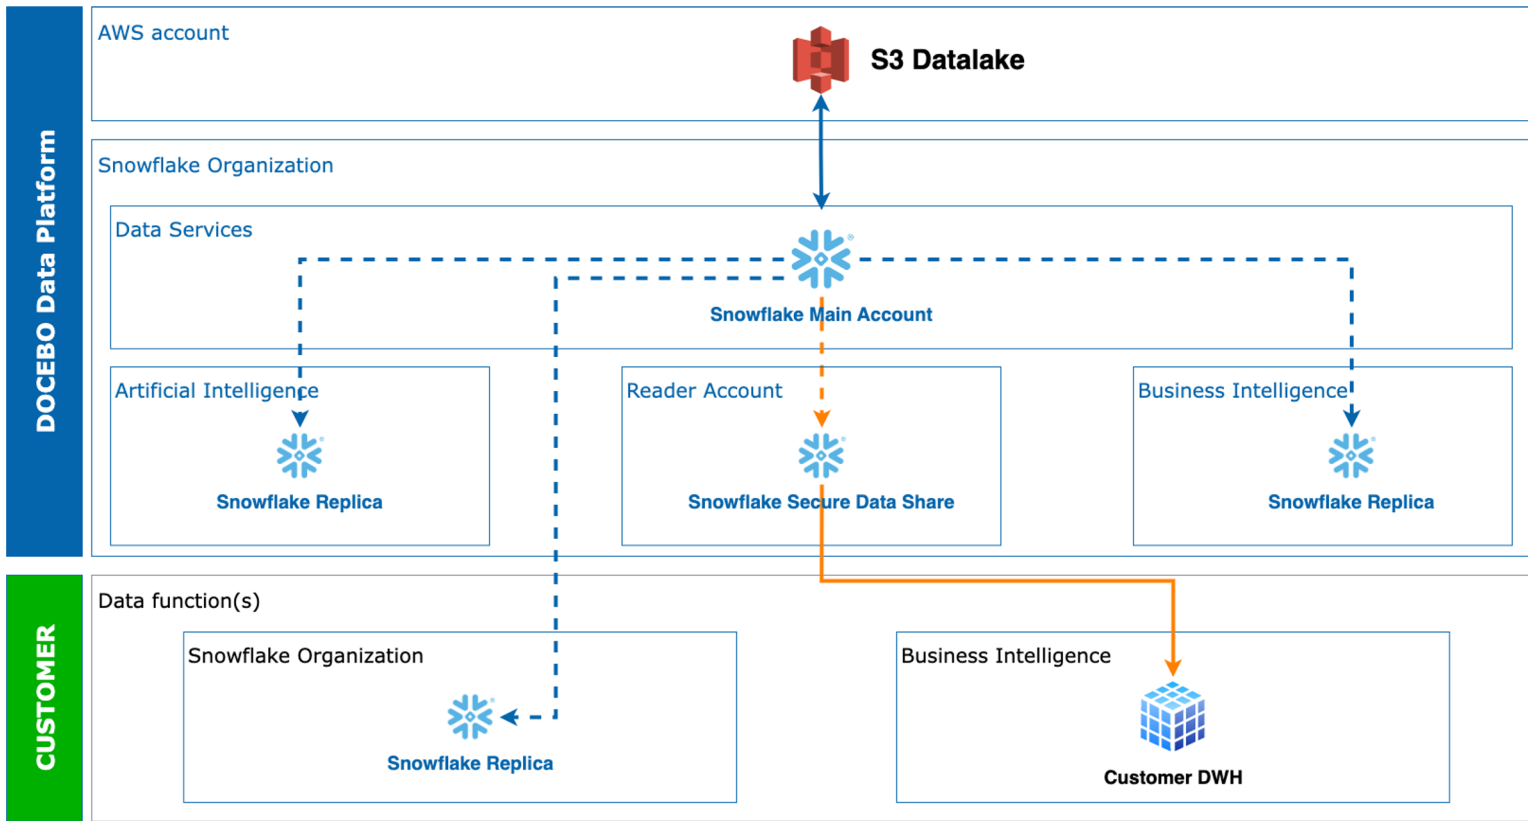 AWS account
S3 Datalake
DOCEBO Data Platform
Snowflake Organization
Data Services
Snowflake Main Account
Artificial Intelligence
Reader Account
Business Intelligence
Snowflake Replica
Snowflake Secure Data Share
Snowflake Replica
CUSTOMER
Data function(s)
Snowflake Organization
Business Intelligence
Snowflake Replica
Customer DWH